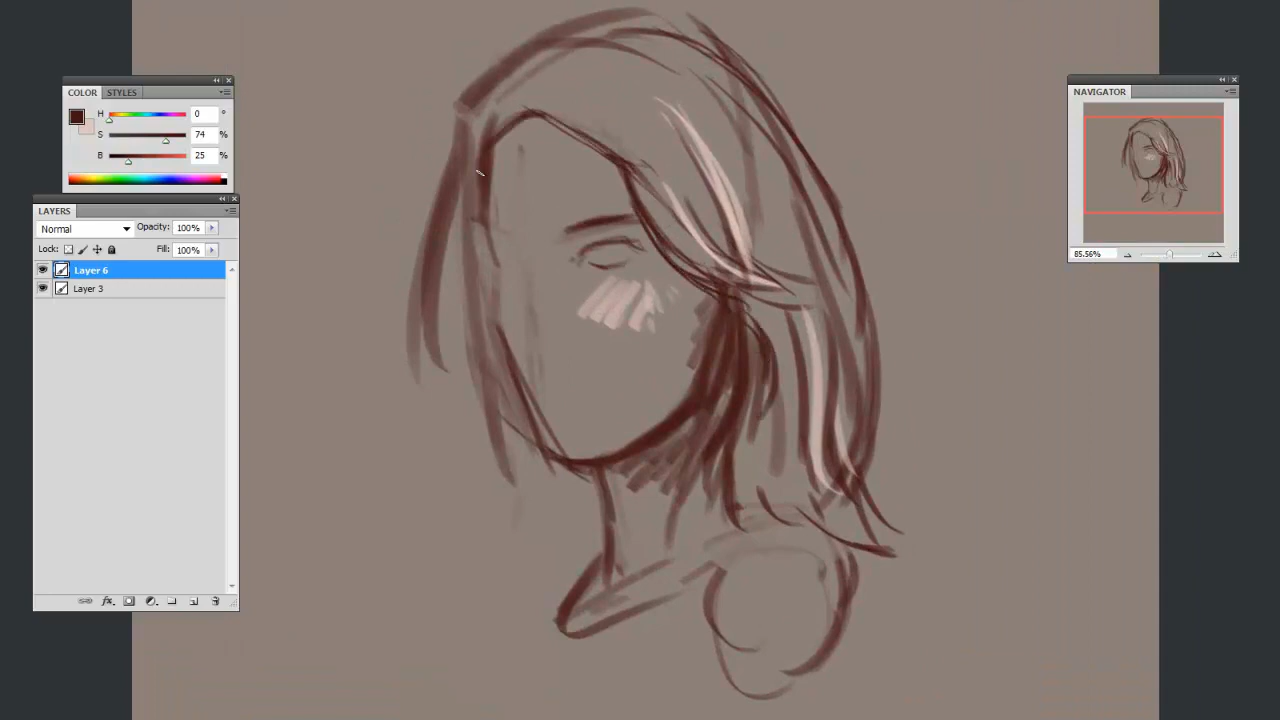 COLOR STYLES
H 0 °
S 74 %
B 25 %
LAYERS
Normal Opacity: 100%
Lock: Fill: 100%
Layer 6
Layer 3
fx
NAVIGATOR
85.56%